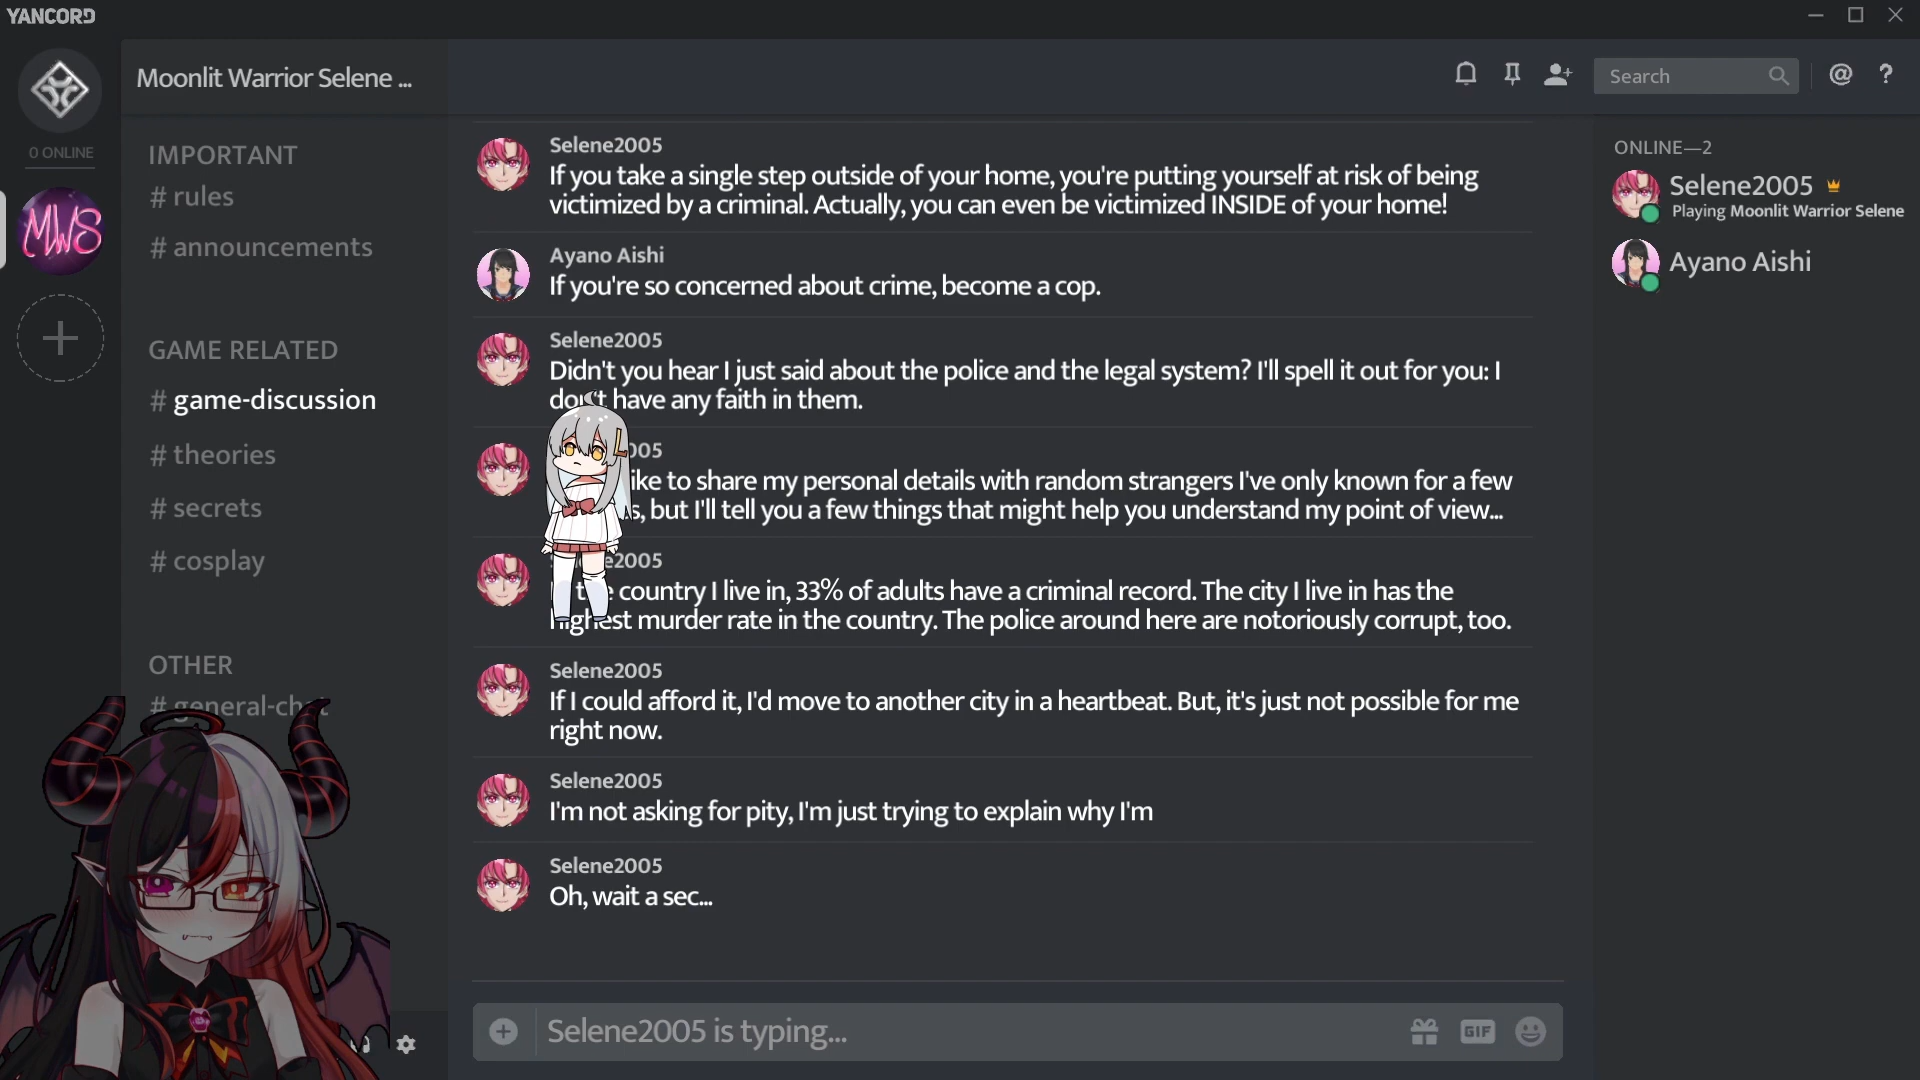 YANCORD
Moonlit Warrior Selene ...
Search
@
?
0 ONLINE
MWS
IMPORTANT
# rules
# announcements
GAME RELATED
# game-discussion
# theories
# secrets
# cosplay
OTHER
# general-ch t
Selene2005
If you take a single step outside of your home, you're putting yourself at risk of being
victimized by a criminal. Actually, you can even be victimized INSIDE of your home!
Ayano Aishi
If you're so concerned about crime, become a cop.
Selene2005
Didn't you hear I just said about the police and the legal system? I'll spell it out for you: I
don't have any faith in them.
005
ike to share my personal details with random strangers I've only known for a few
s, but I'll tell you a few things that might help you understand my point of view...
e2005
the country I live in, 33% of adults have a criminal record. The city I live in has the
highest murder rate in the country. The police around here are notoriously corrupt, too.
Selene2005
If I could afford it, I'd move to another city in a heartbeat. But, it's just not possible for me
right now.
Selene2005
I'm not asking for pity, I'm just trying to explain why I'm
Selene2005
Oh, wait a sec...
Selene2005 is typing...
GIF
ONLINE—2
Selene2005
Playing Moonlit Warrior Selene
Ayano Aishi